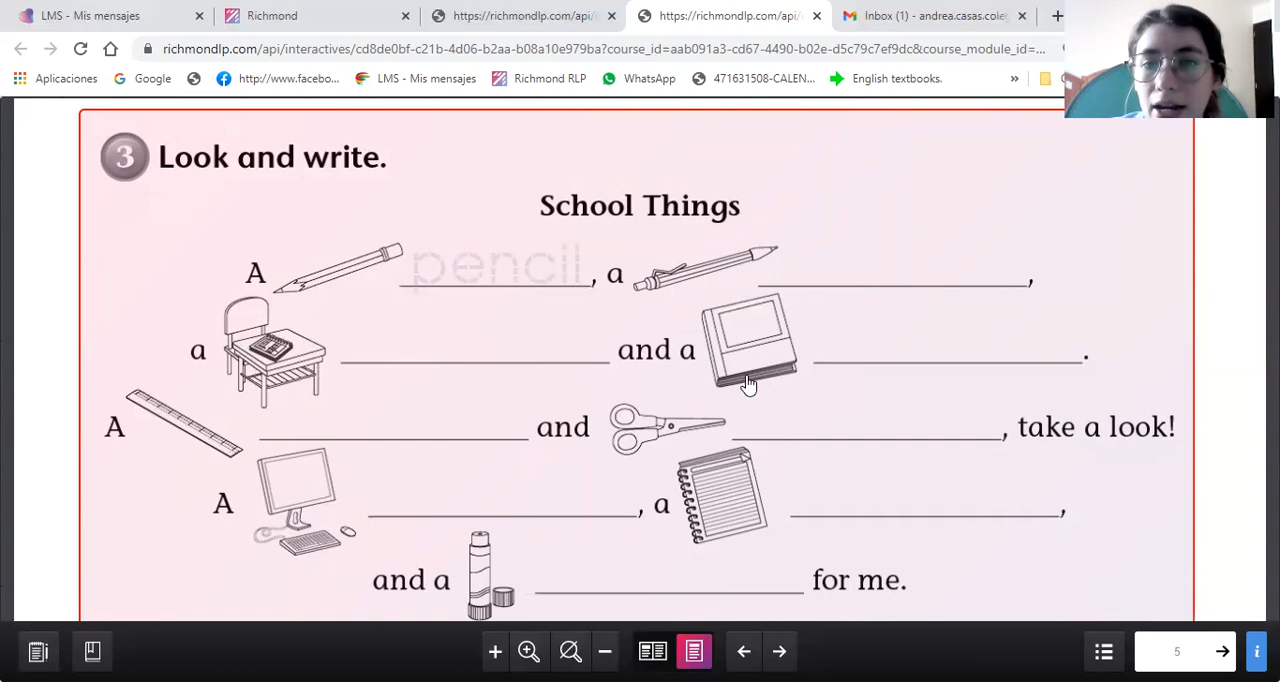 LMS - Mis mensajes
Richmond
https://richmondlp.com/api/
https://richmondlp.com/api/
Inbox (1) - andrea.casas.cole
richmondlp.com/api/interactives/cd8de0bf-c21b-4d06-b2aa-b08a10e979ba?course_id=aab091a3-cd67-4490-b02e-d5c79c7ef9dc&course_module_id=...
Aplicaciones
Google
http://www.facebo...
LMS - Mis mensajes
Richmond RLP
WhatsApp
471631508-CALEN...
English textbooks.
»
3 Look and write.
School Things
A pencil, a ,
a and a .
A and , take a look!
A , a ,
and a for me.
5
i